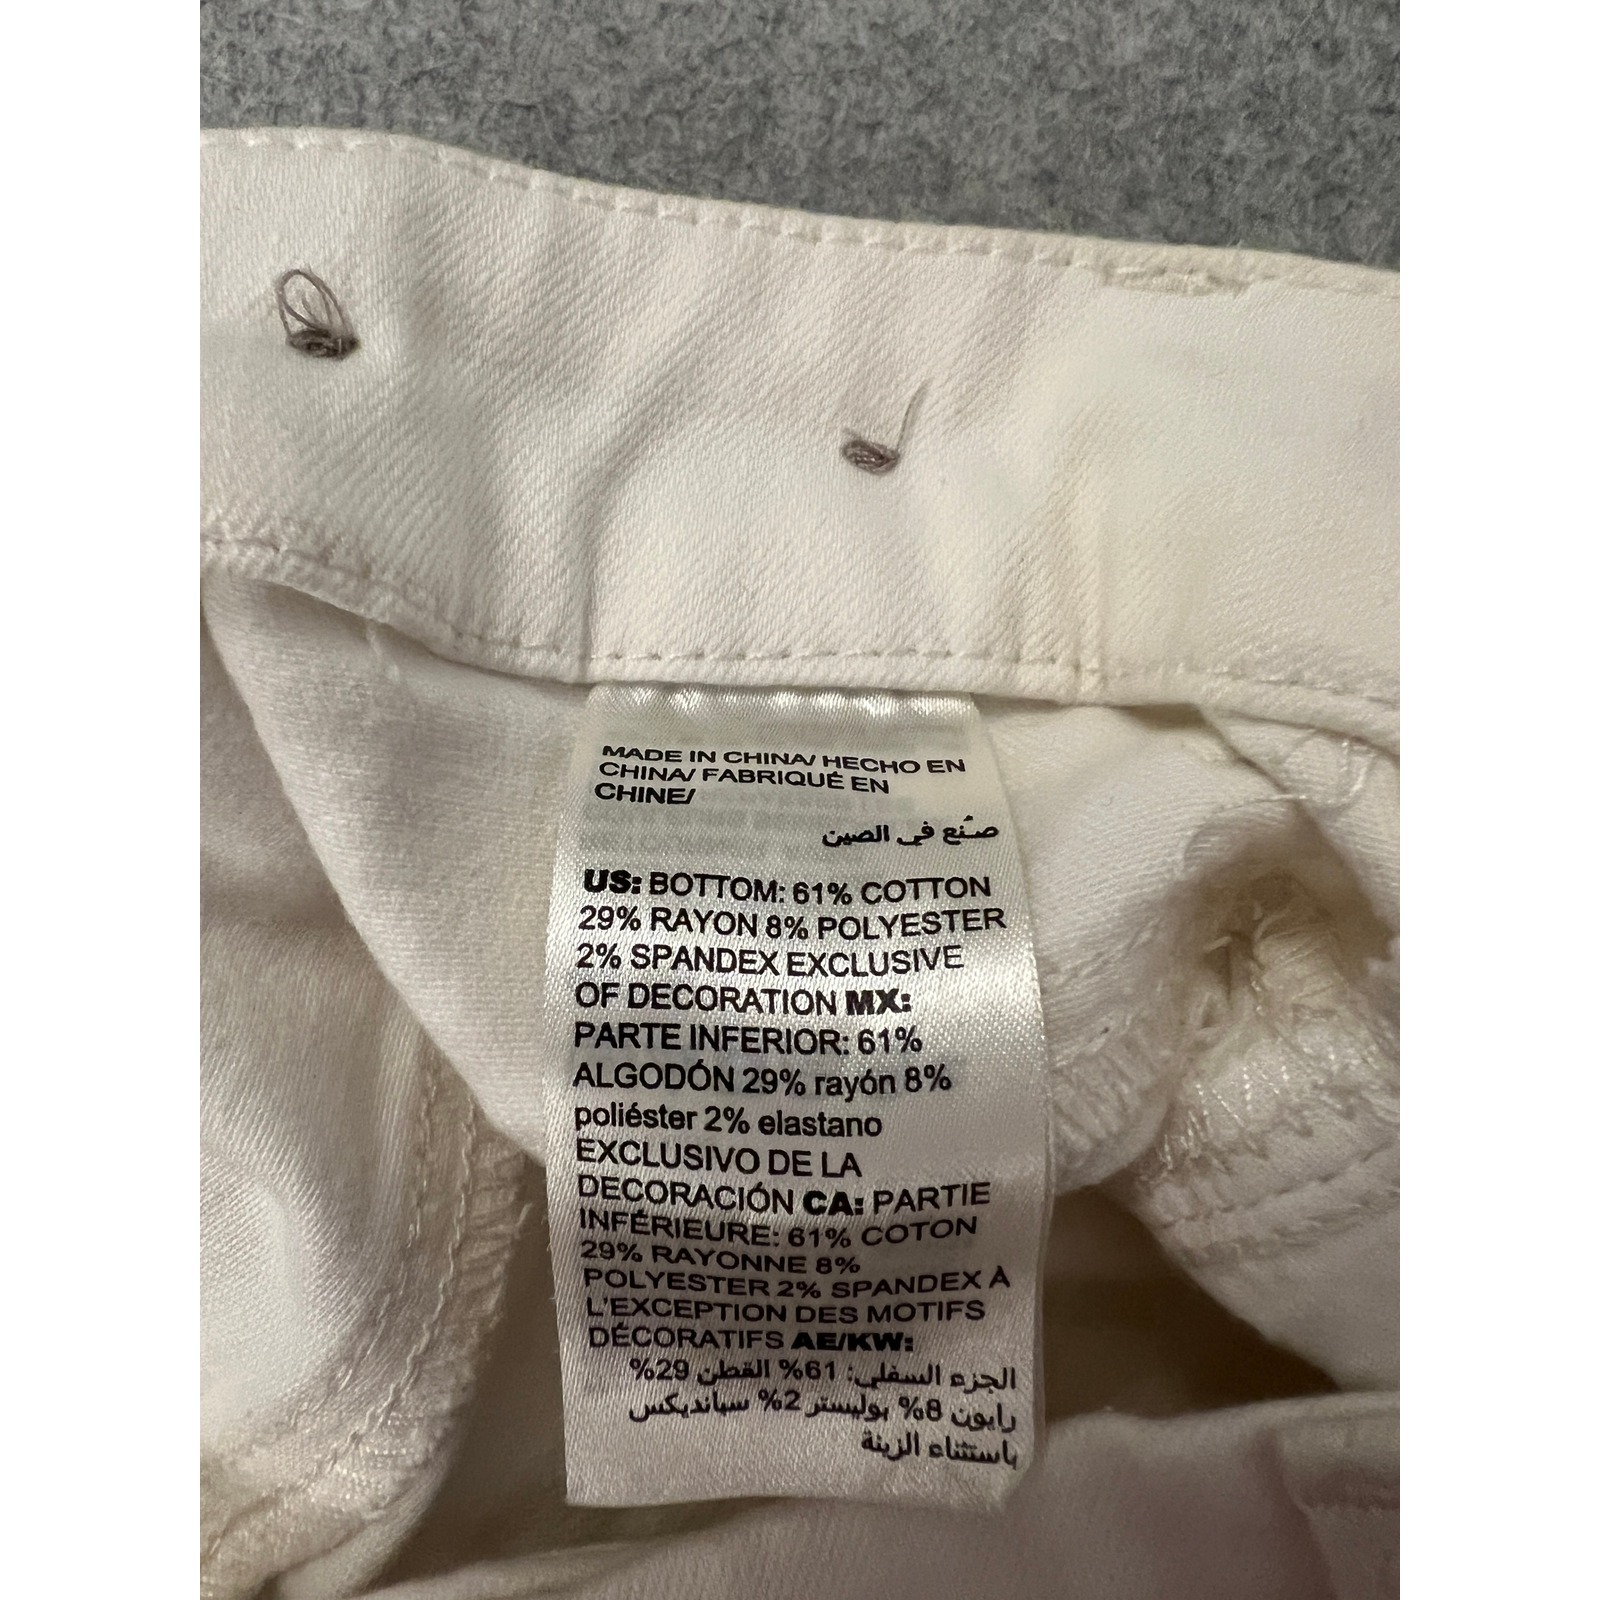 MADE IN CHINA/ HECHO EN
CHINA/ FABRIQUÉ EN
CHINE/
صنع في الصين
US: BOTTOM: 61% COTTON
29% RAYON 8% POLYESTER
2% SPANDEX EXCLUSIVE
OF DECORATION MX:
PARTE INFERIOR: 61%
ALGODÓN 29% rayón 8%
poliéster 2% elastano
EXCLUSIVO DE LA
DECORACIÓN CA: PARTIE
INFÉRIEURE: 61% COTON
29% RAYONNE 8%
POLYESTER 2% SPANDEX À
L'EXCEPTION DES MOTIFS
DÉCORATIFS AE/KW:
الجزء السفلي: 61% القطن 29%
رايون 8% بوليستر 2% سباندیكس
باستثناء الزينة